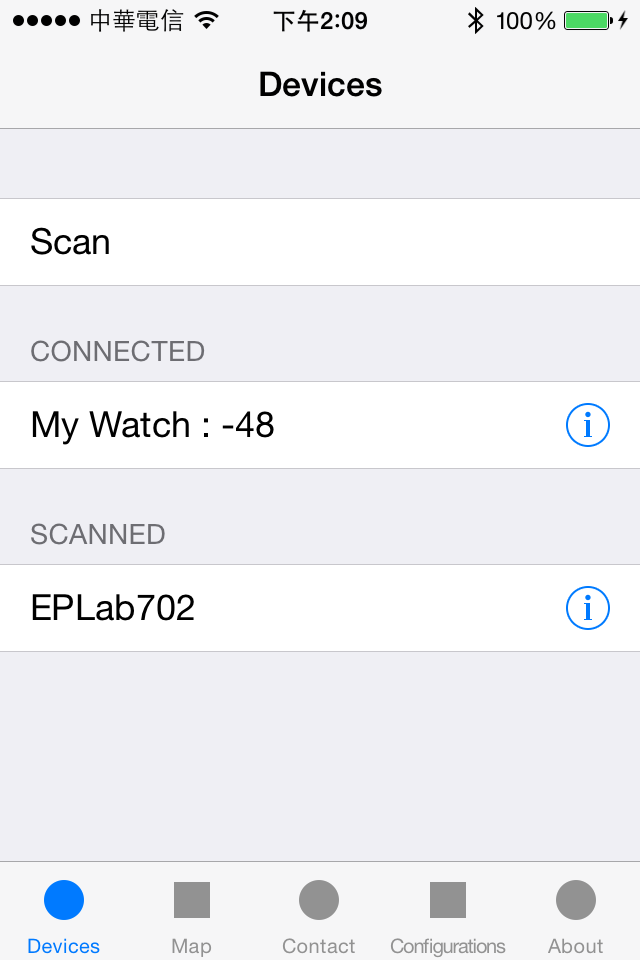 中華電信 下午2:09 100%
Devices
Scan
CONNECTED
My Watch : -48
SCANNED
EPLab702
Devices Map Contact Configurations About